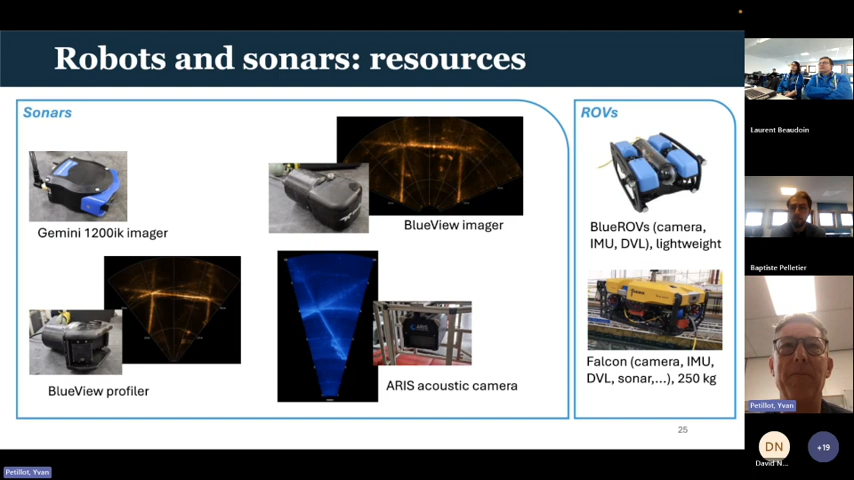 Robots and sonars: resources
Sonars
Gemini 1200ik imager
BlueView imager
BlueView profiler
ARIS acoustic camera
ARIS
ROVs
BlueROVs (camera,
IMU, DVL), lightweight
Falcon (camera, IMU,
DVL, sonar,...), 250 kg
25
Laurent Beaudoin
Baptiste Pelletier
Petillot, Yvan
DN
David N...
+19
Petillot, Yvan